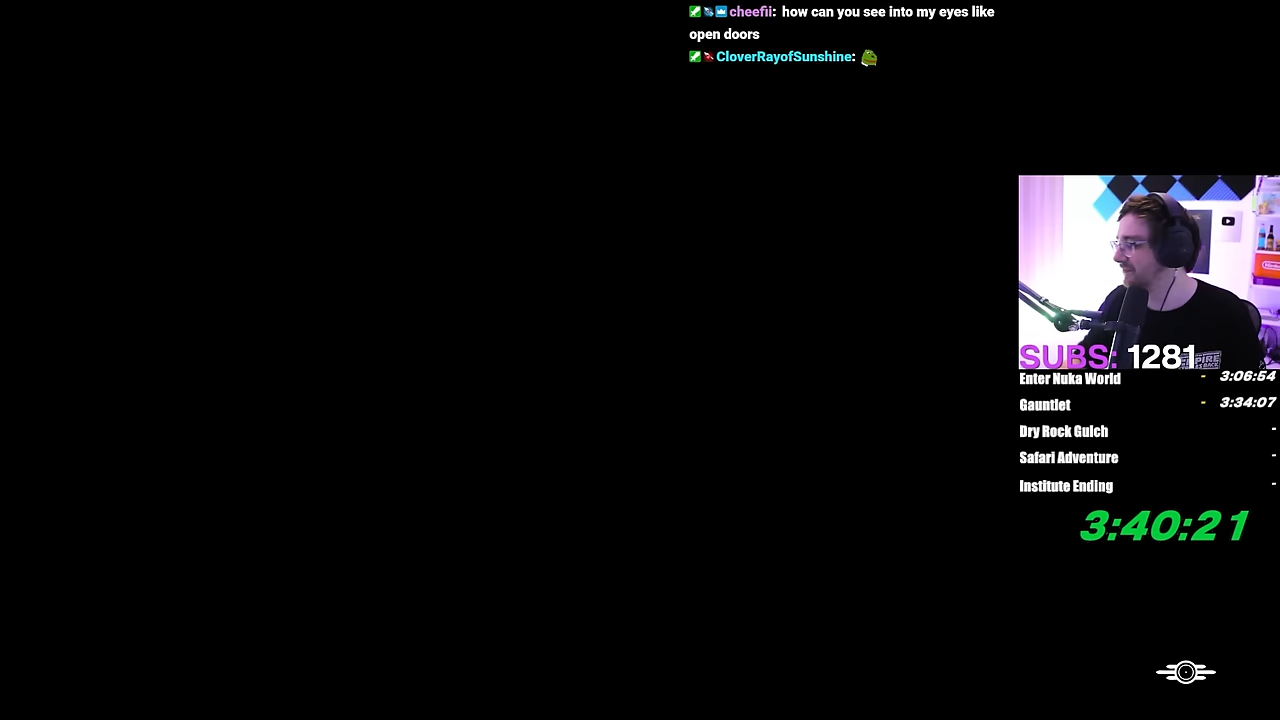 cheefii: how can you see into my eyes like
open doors
CloverRayofSunshine:
SUBS: 1281
Enter Nuka World - 3:06:54
Gauntlet - 3:34:07
Dry Rock Gulch -
Safari Adventure -
Institute Ending -
3:40:21